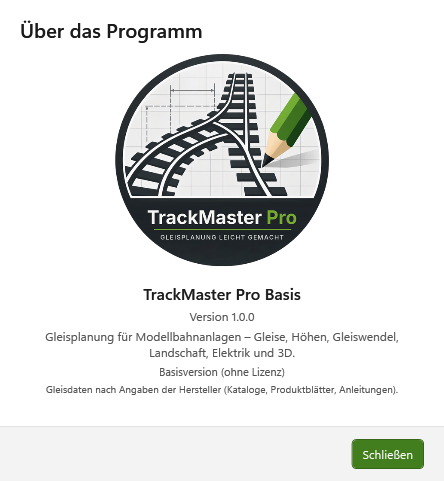 Über das Programm
TrackMaster Pro
GLEISPLANUNG LEICHT GEMACHT
TrackMaster Pro Basis
Version 1.0.0
Gleisplanung für Modellbahnanlagen – Gleise, Höhen, Gleiswendel,
Landschaft, Elektrik und 3D.
Basisversion (ohne Lizenz)
Gleisdaten nach Angaben der Hersteller (Kataloge, Produktblätter, Anleitungen).
Schließen